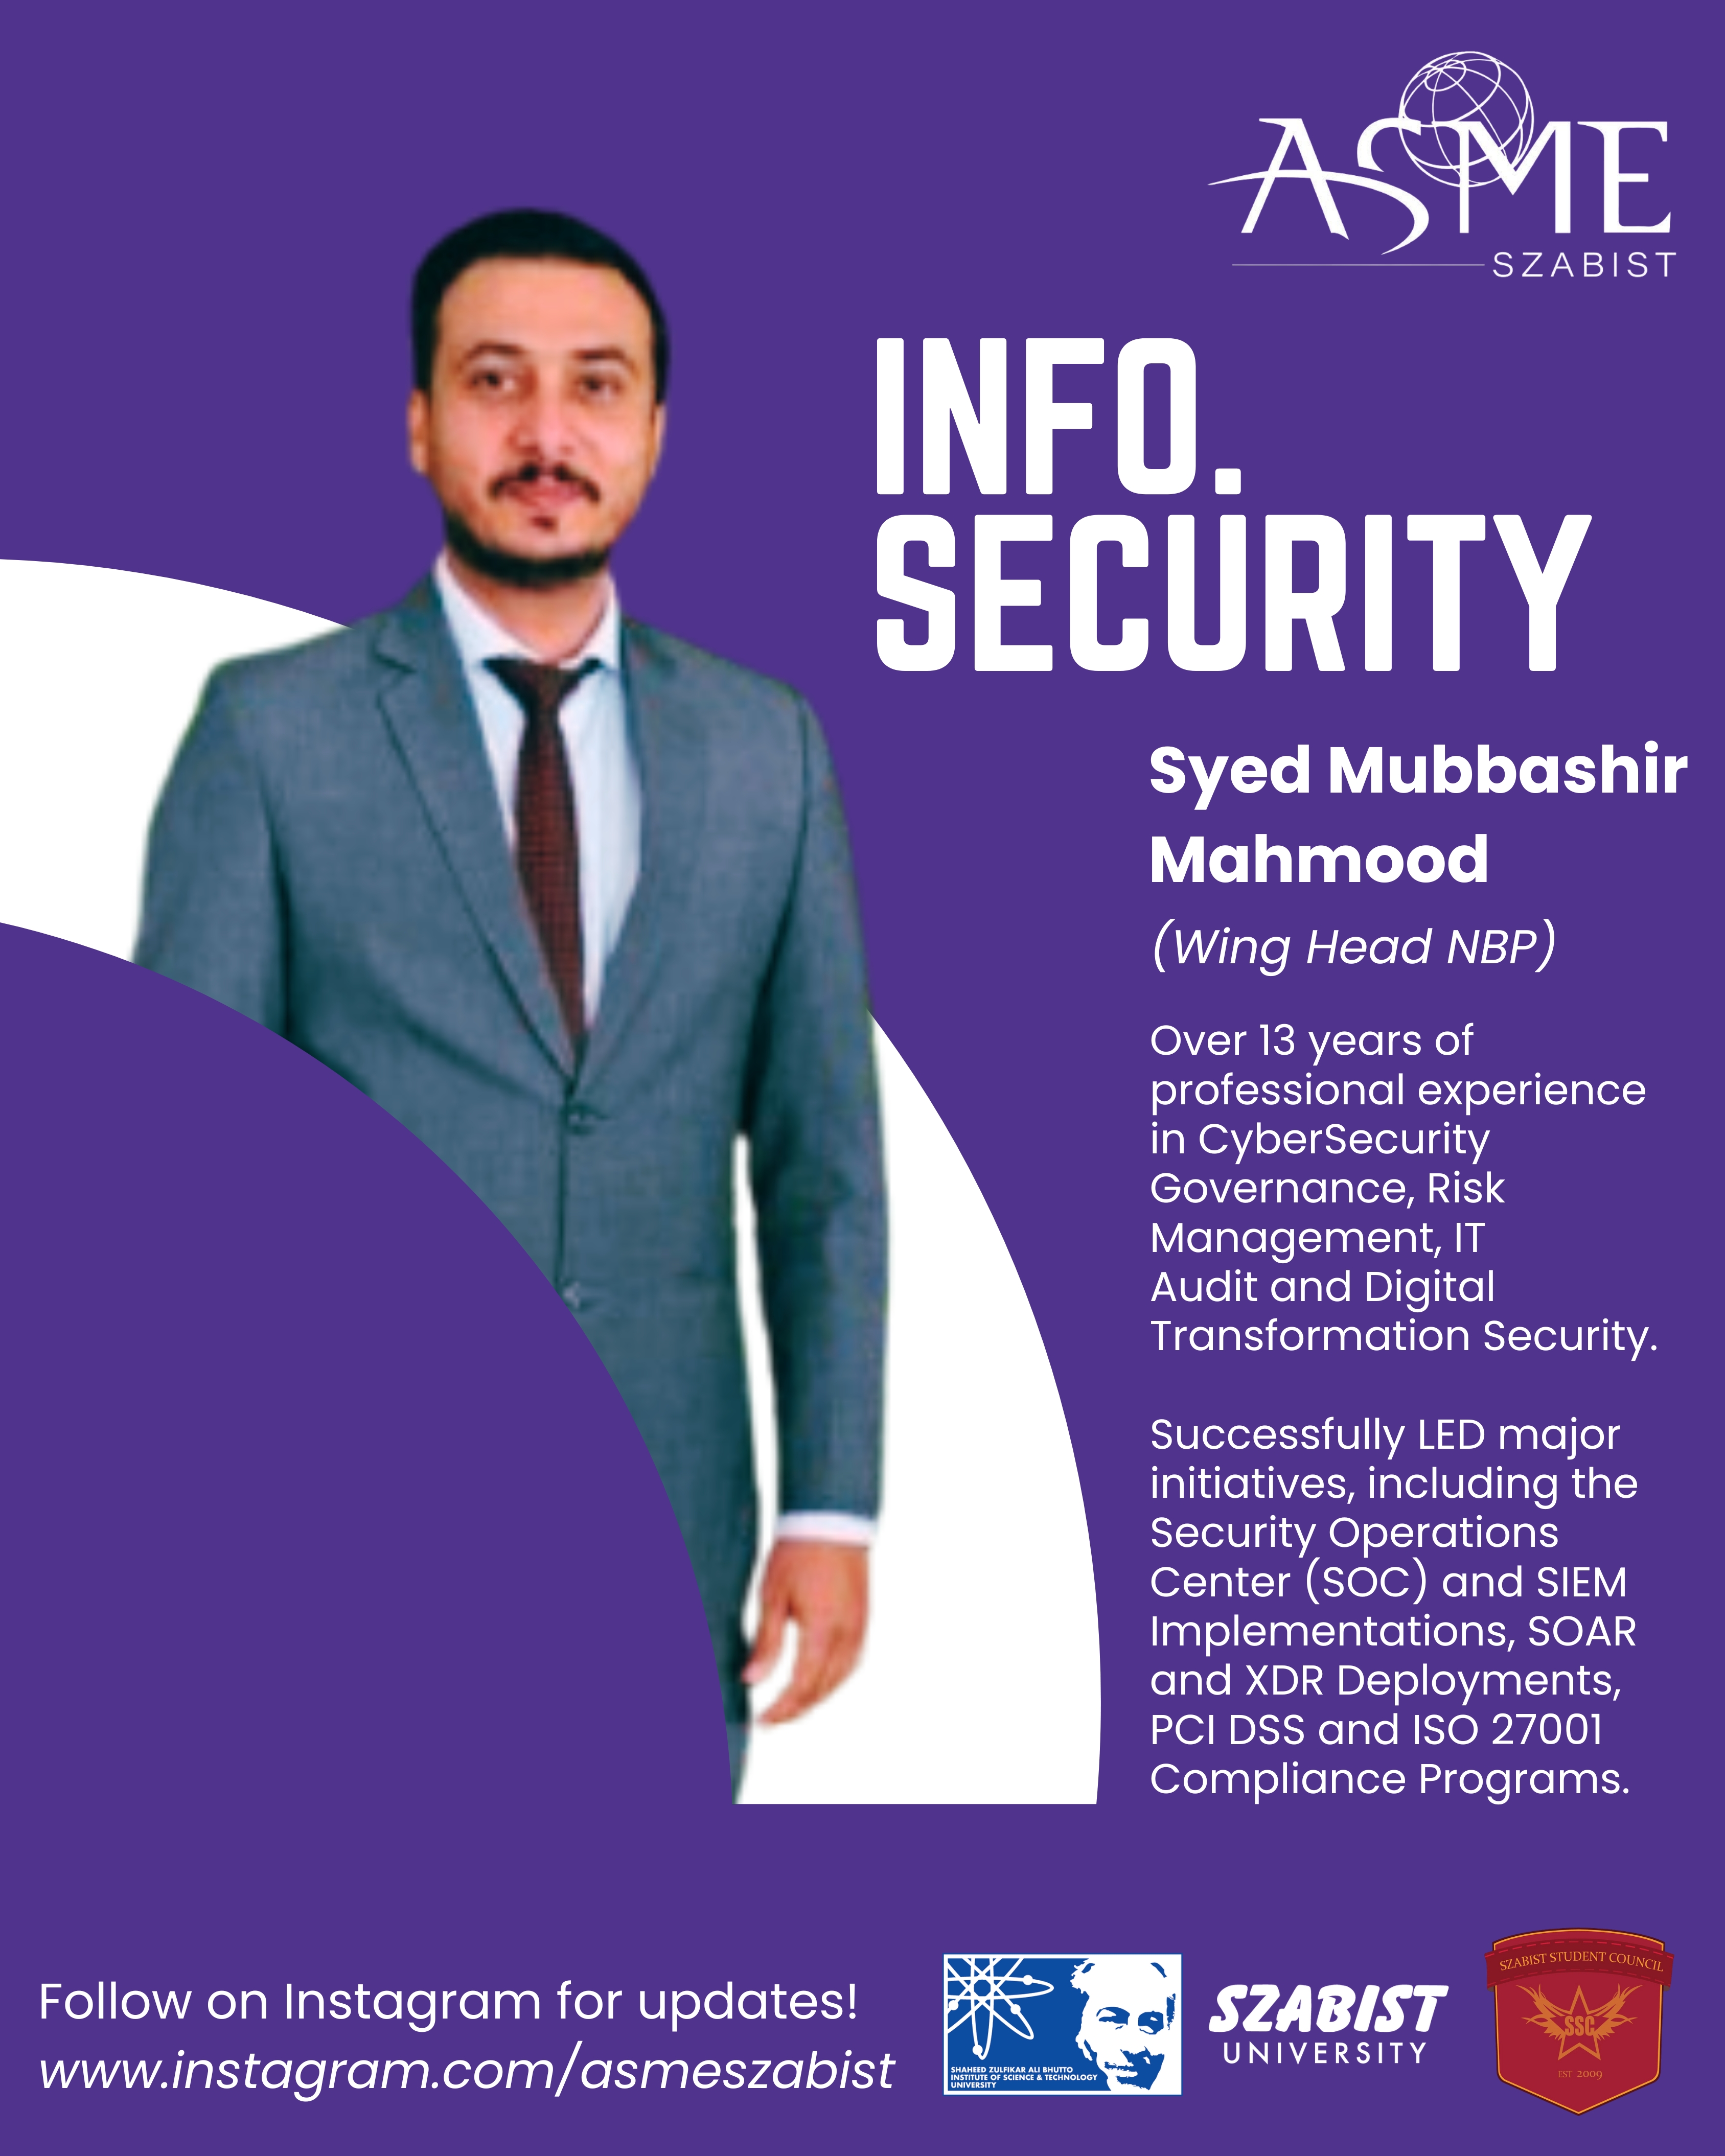 ASME
SZABIST
INFO.
SECURITY
Syed Mubbashir
Mahmood
(Wing Head NBP)
Over 13 years of
professional experience
in CyberSecurity
Governance, Risk
Management, IT
Audit and Digital
Transformation Security.
Successfully LED major
initiatives, including the
Security Operations
Center (SOC) and SIEM
Implementations, SOAR
and XDR Deployments,
PCI DSS and ISO 27001
Compliance Programs.
Follow on Instagram for updates!
www.instagram.com/asmeszabist
SHAHEED ZULFIKAR ALI BHUTTO
INSTITUTE OF SCIENCE & TECHNOLOGY
UNIVERSITY
SZABIST
UNIVERSITY
SZABIST STUDENT COUNCIL
SSC
EST 2009